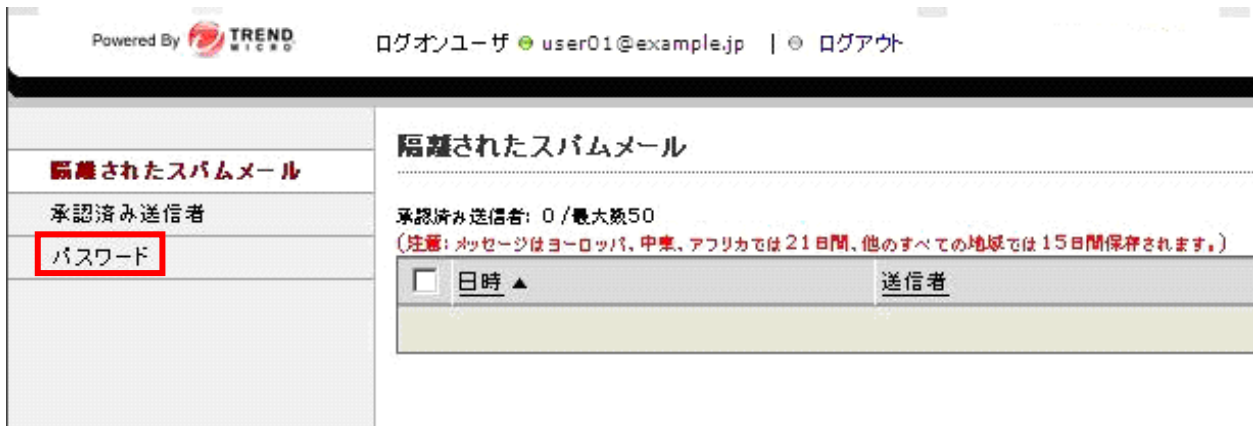 Powered By TREND MICRO
ログオンユーザ user01@example.jp | ログアウト
隔離されたスパムメール
承認済み送信者
パスワード
隔離されたスパムメール
承認済み送信者: 0/最大数50
(注意: メッセージはヨーロッパ、中東、アフリカでは21日間、他のすべての地域では15日間保存されます。)
日時 ▲ 送信者